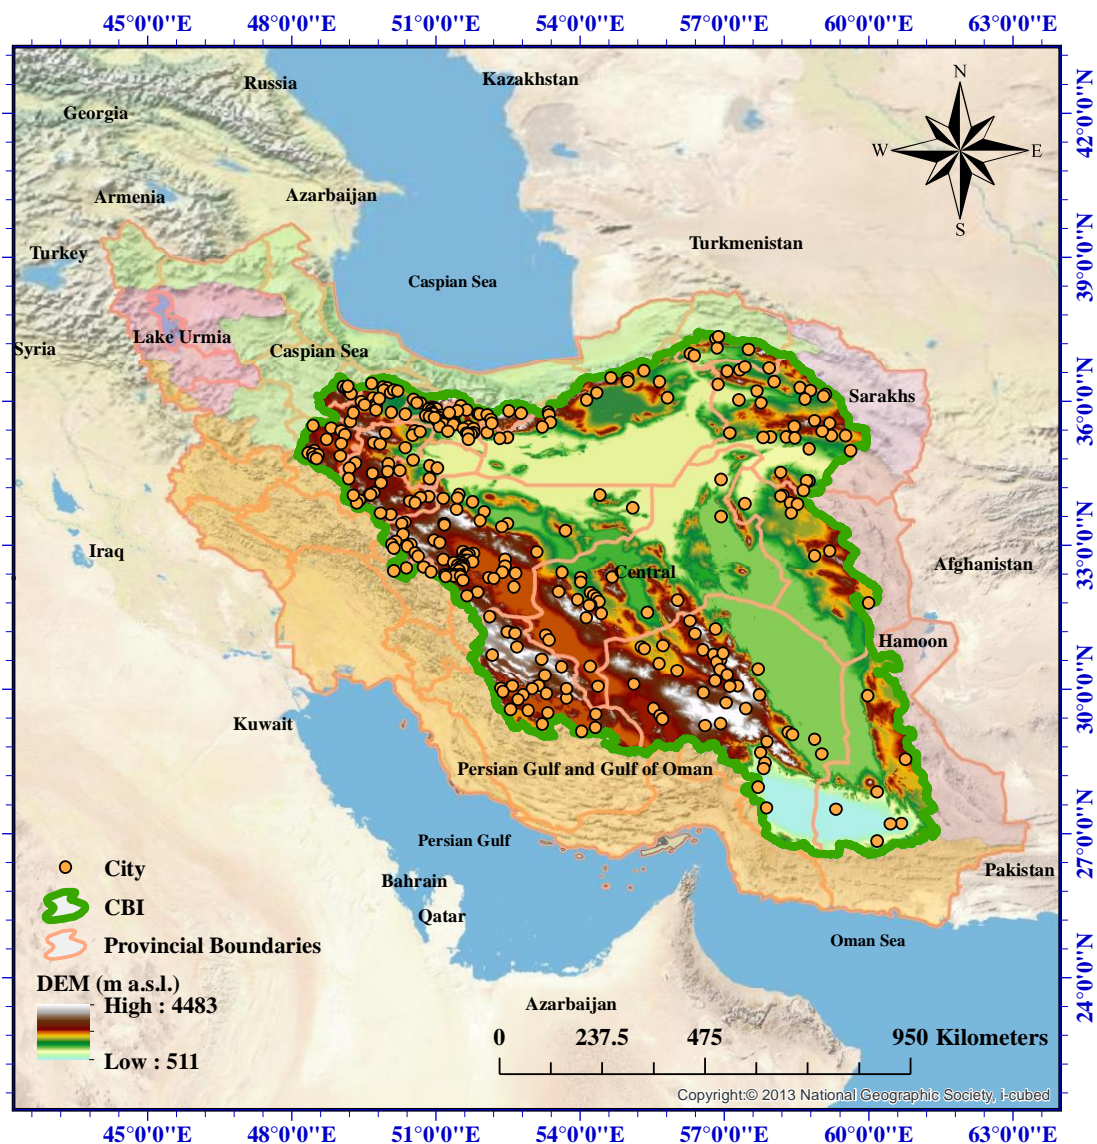 45°0'0"E 48°0'0"E 51°0'0"E 54°0'0"E 57°0'0"E 60°0'0"E 63°0'0"E
Russia
Kazakhstan
Georgia
N
W
E
S
42°0'0"N
Armenia
Azarbaijan
Turkey
Turkmenistan
39°0'0"N
Caspian Sea
Lake Urmia
Syria
Caspian Sea
Sarakhs
36°0'0"N
Iraq
33°0'0"N
Afghanistan
Central
Hamoon
30°0'0"N
Kuwait
Persian Gulf and Gulf of Oman
Persian Gulf
27°0'0"N
Pakistan
Bahrain
Qatar
Oman Sea
City
CBI
Provincial Boundaries
DEM (m a.s.l.)
High : 4483
Low : 511
24°0'0"N
Azarbaijan
0 237.5 475 950 Kilometers
Copyright:© 2013 National Geographic Society, i-cubed
45°0'0"E 48°0'0"E 51°0'0"E 54°0'0"E 57°0'0"E 60°0'0"E 63°0'0"E